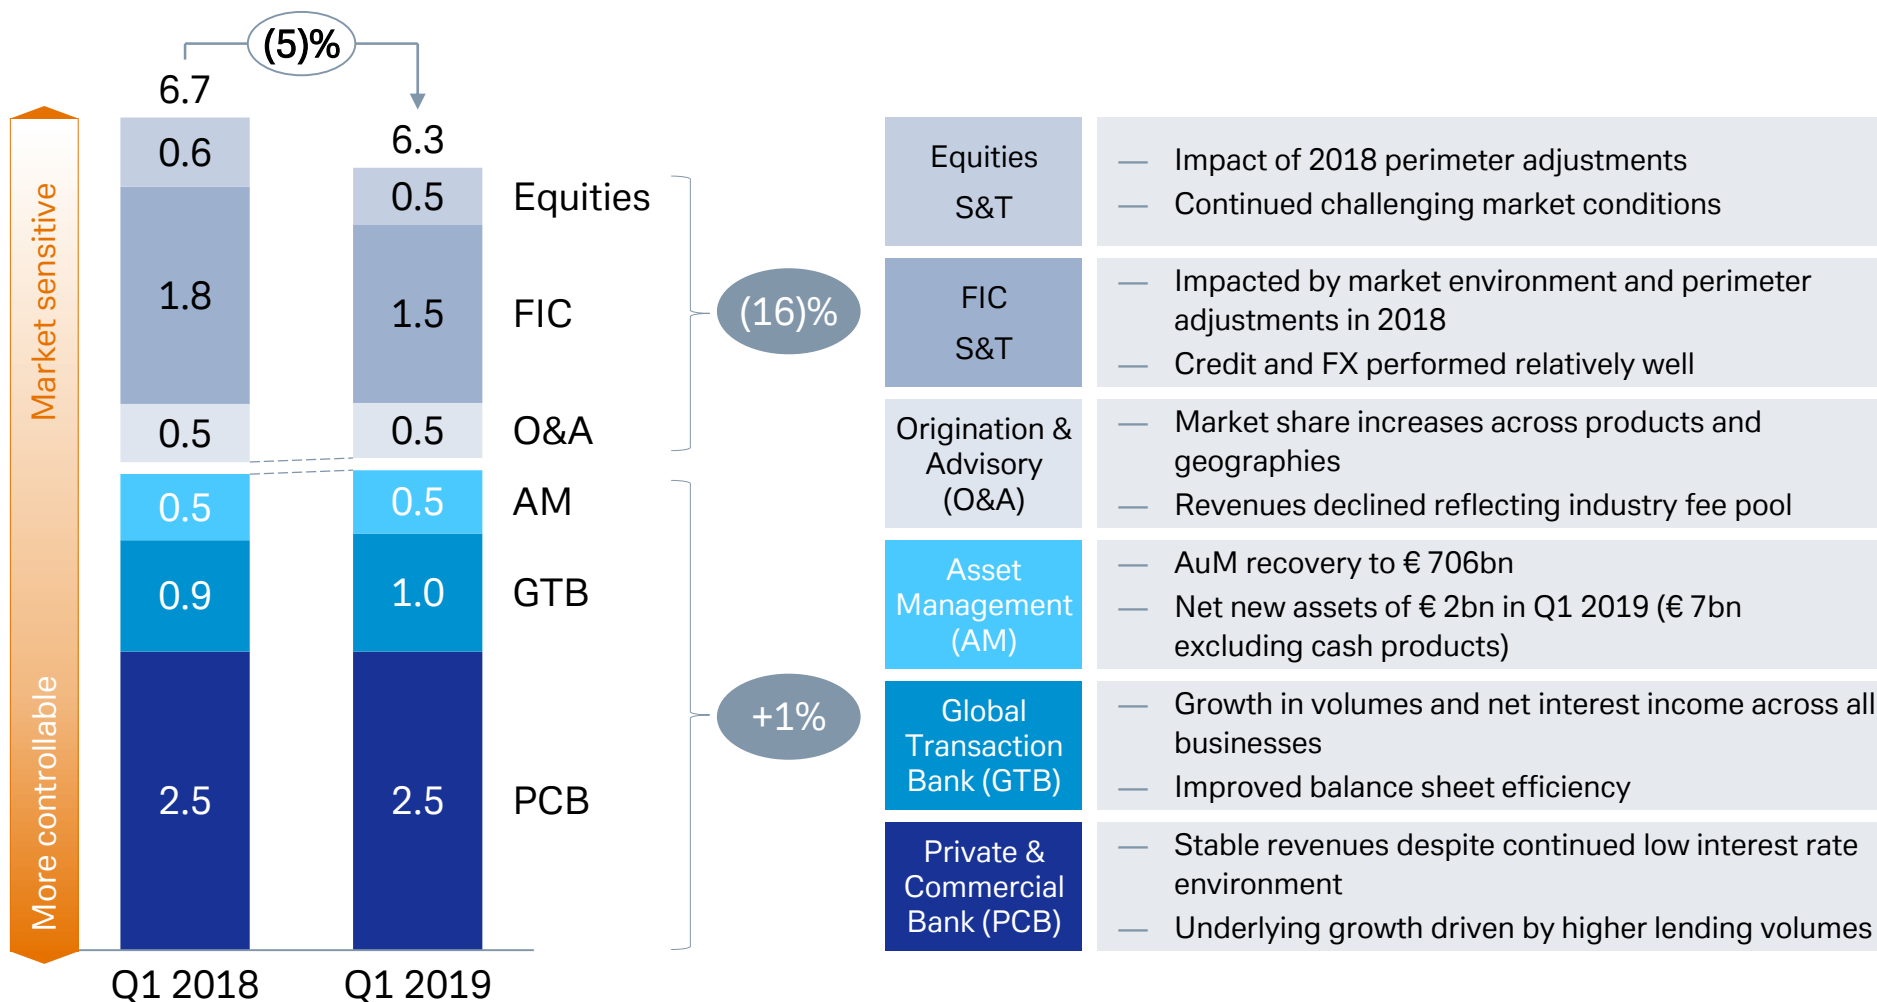 (5)%
6.7
6.3
Market sensitive
More controllable
0.6
1.8
0.5
0.5
0.9
2.5
Q1 2018
0.5
1.5
0.5
0.5
1.0
2.5
Q1 2019
Equities
FIC
O&A
AM
GTB
PCB
(16)%
+1%
Equities
S&T
— Impact of 2018 perimeter adjustments
— Continued challenging market conditions
FIC
S&T
— Impacted by market environment and perimeter
adjustments in 2018
— Credit and FX performed relatively well
Origination &
Advisory
(O&A)
— Market share increases across products and
geographies
— Revenues declined reflecting industry fee pool
Asset
Management
(AM)
— AuM recovery to € 706bn
— Net new assets of € 2bn in Q1 2019 (€ 7bn
excluding cash products)
Global
Transaction
Bank (GTB)
— Growth in volumes and net interest income across all
businesses
— Improved balance sheet efficiency
Private &
Commercial
Bank (PCB)
— Stable revenues despite continued low interest rate
environment
— Underlying growth driven by higher lending volumes